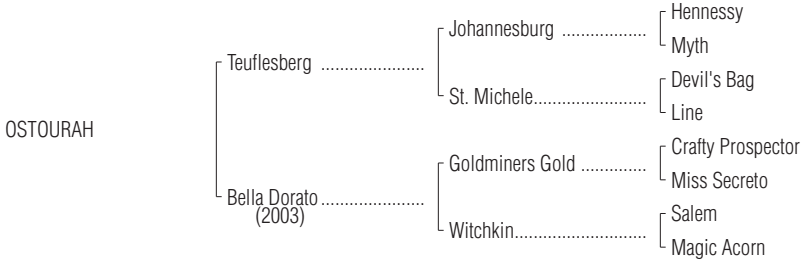 Hennessy
Johannesburg ..................
Myth
Teuflesberg ......................
Devil's Bag
St. Michele........................
Line
OSTOURAH
Crafty Prospector
Goldminers Gold ..............
Miss Secreto
Bella Dorato ......................
(2003)
Salem
Witchkin............................
Magic Acorn